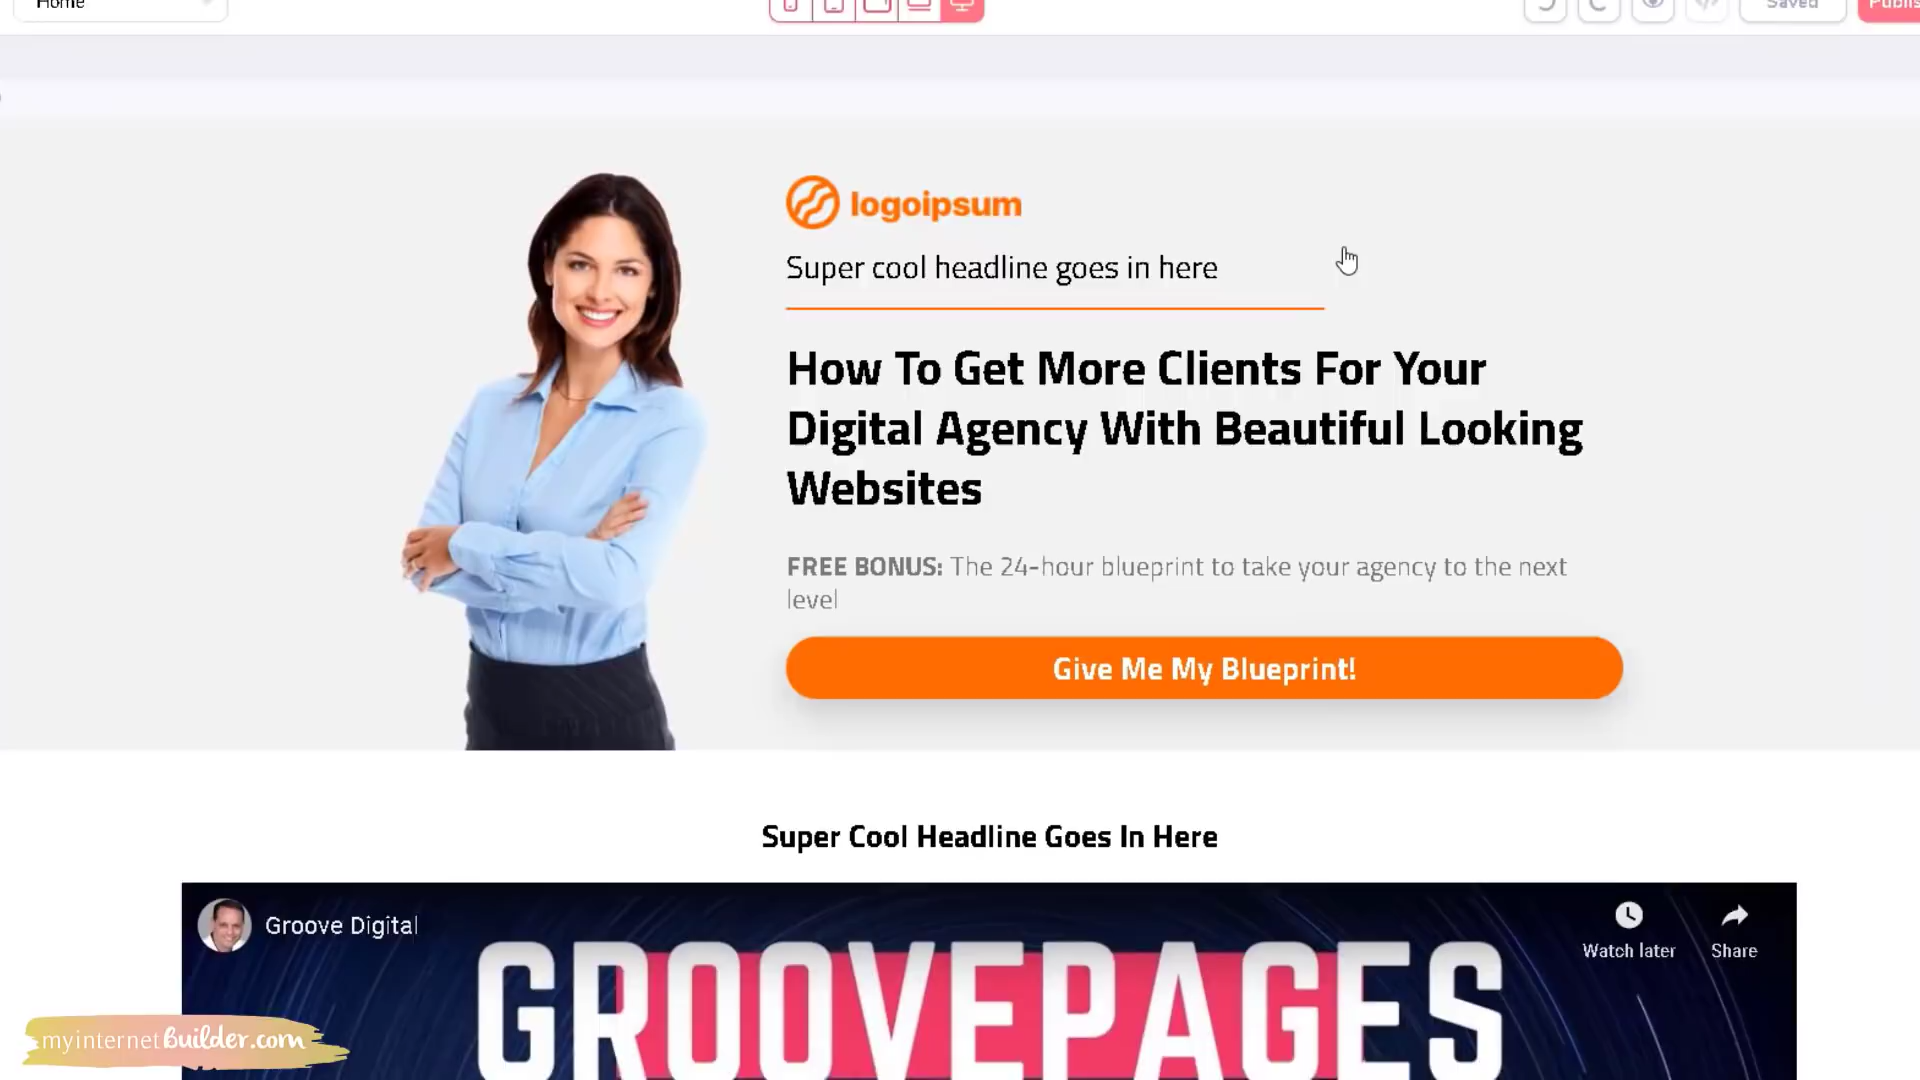 Home
Saved
Publis
logoipsum
Super cool headline goes in here
How To Get More Clients For Your
Digital Agency With Beautiful Looking
Websites
FREE BONUS: The 24-hour blueprint to take your agency to the next
level
Give Me My Blueprint!
Super Cool Headline Goes In Here
Groove Digital
Watch later
Share
GROOVEPAGES
myinternetBuilder.com